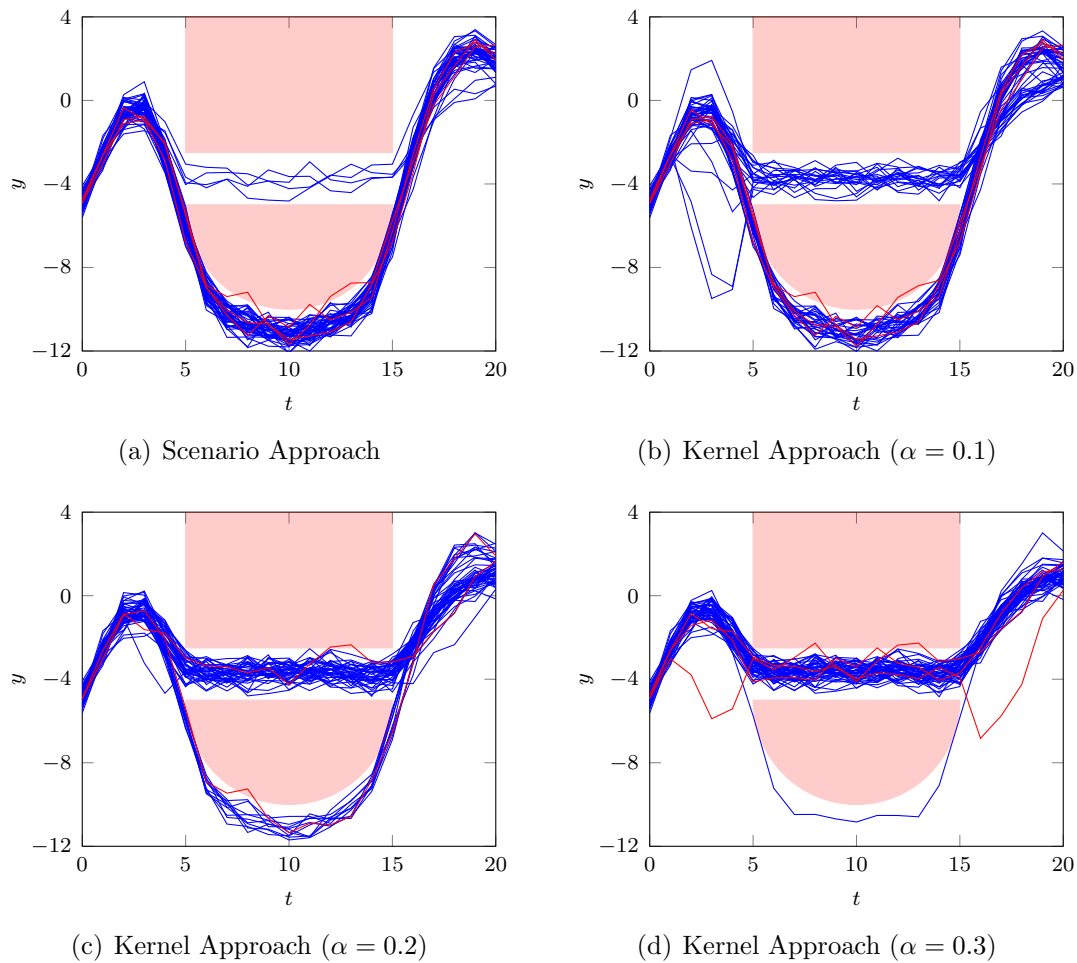 4
0
−4
−8
−12
y
0 5 10 15 20
t
(a) Scenario Approach
4
0
−4
−8
−12
y
0 5 10 15 20
t
(b) Kernel Approach (α = 0.1)
4
0
−4
−8
−12
y
0 5 10 15 20
t
(c) Kernel Approach (α = 0.2)
4
0
−4
−8
−12
y
0 5 10 15 20
t
(d) Kernel Approach (α = 0.3)